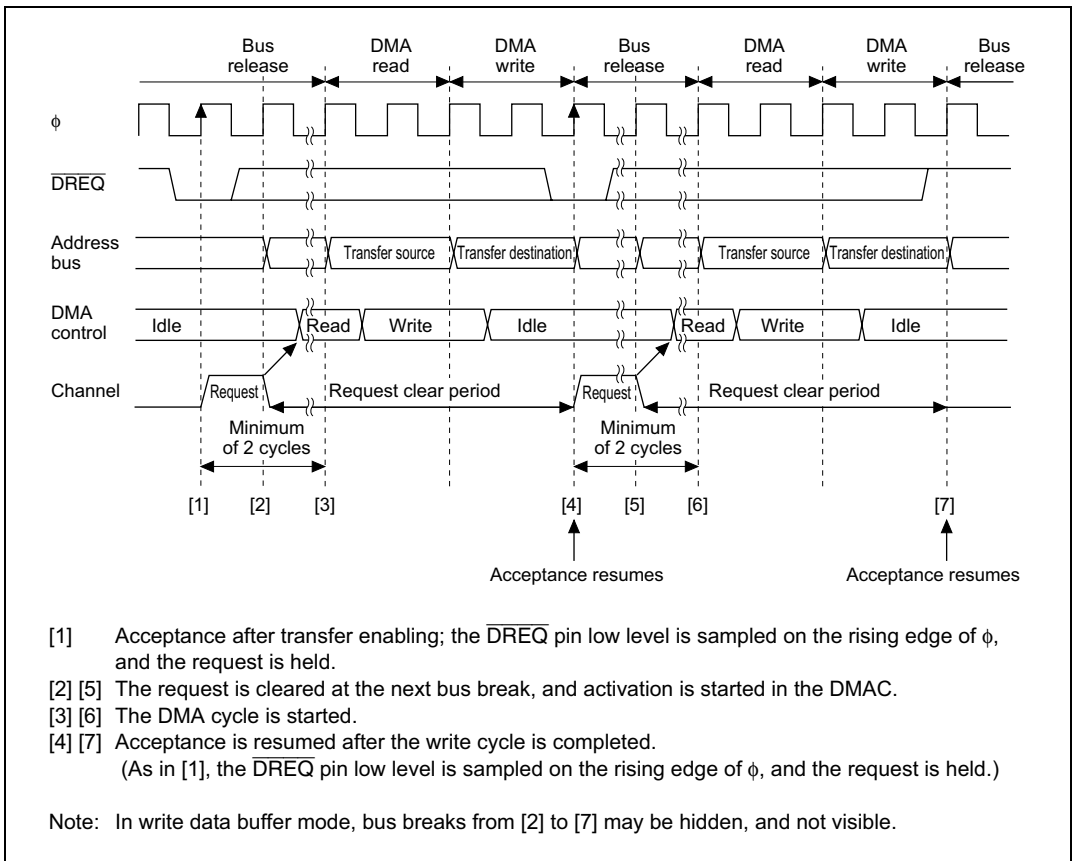 Bus release DMA read DMA write Bus release DMA read DMA write Bus release
φ
DREQ
Address bus Transfer source Transfer destination Transfer source Transfer destination
DMA control Idle Read Write Idle Read Write Idle
Channel Request Request clear period Request Request clear period
Minimum of 2 cycles Minimum of 2 cycles
[1] [2] [3] [4] [5] [6] [7]
Acceptance resumes Acceptance resumes
[1] Acceptance after transfer enabling; the DREQ pin low level is sampled on the rising edge of φ,
and the request is held.
[2] [5] The request is cleared at the next bus break, and activation is started in the DMAC.
[3] [6] The DMA cycle is started.
[4] [7] Acceptance is resumed after the write cycle is completed.
(As in [1], the DREQ pin low level is sampled on the rising edge of φ, and the request is held.)
Note: In write data buffer mode, bus breaks from [2] to [7] may be hidden, and not visible.